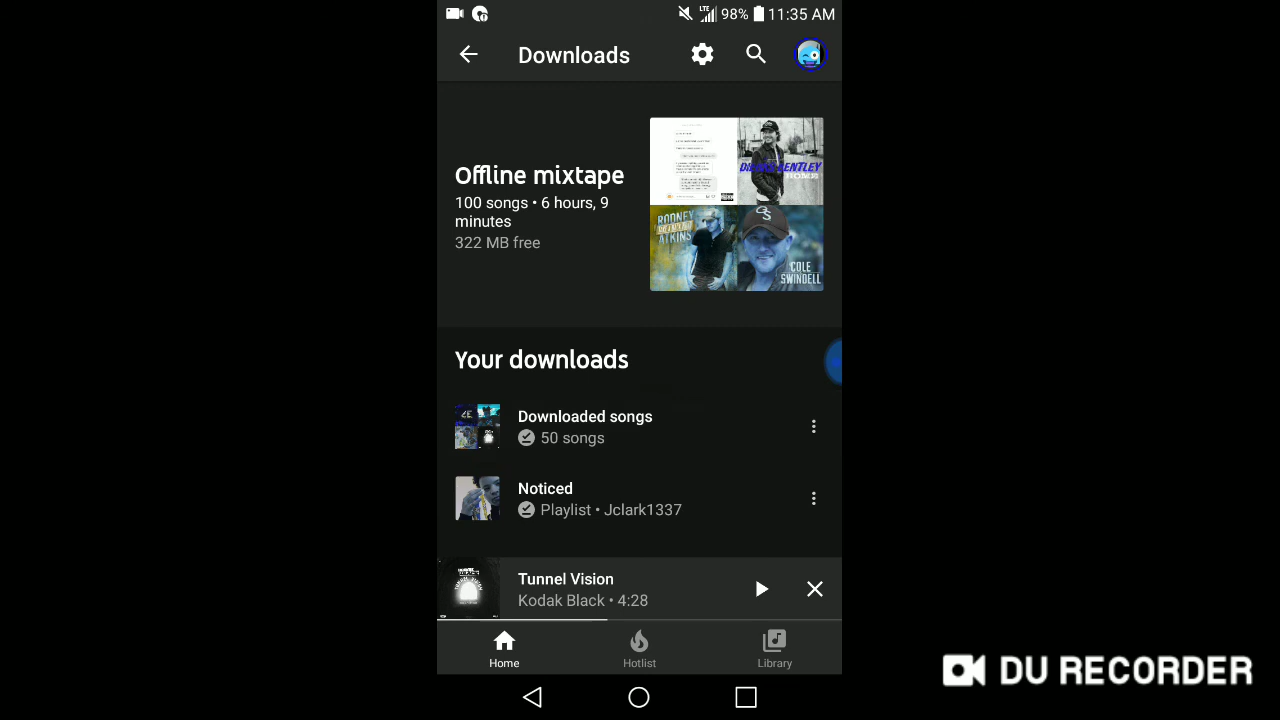 LTE 98% 11:35 AM
Downloads
Offline mixtape
100 songs • 6 hours, 9
minutes
322 MB free
DIERKS BENTLEY
RODNEY
ATKINS
COLE
SWINDELL
Your downloads
Downloaded songs
50 songs
Noticed
Playlist • Jclark1337
Tunnel Vision
Kodak Black • 4:28
Home
Hotlist
Library
DU RECORDER